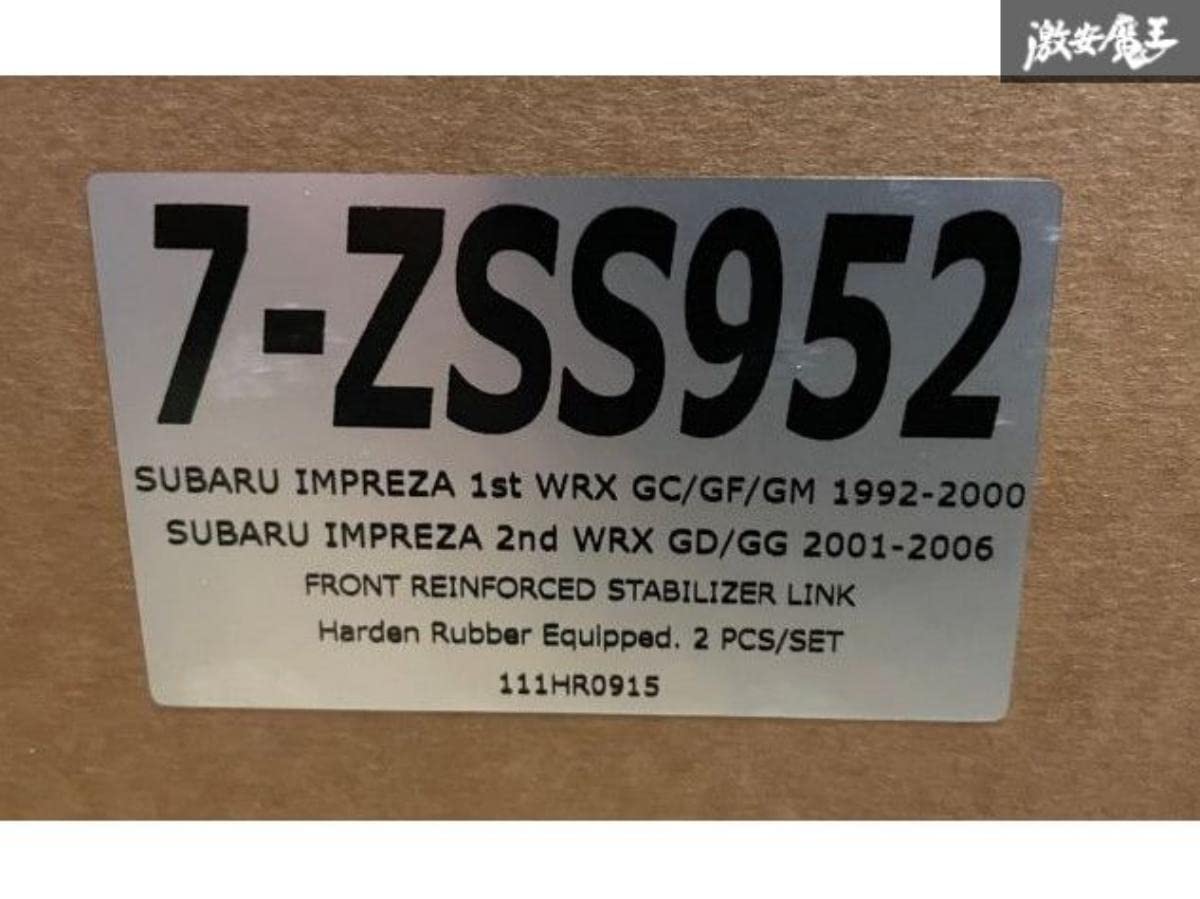 激安魔王
7-ZSS952
SUBARU IMPREZA 1st WRX GC/GF/GM 1992-2000
SUBARU IMPREZA 2nd WRX GD/GG 2001-2006
FRONT REINFORCED STABILIZER LINK
Harden Rubber Equipped. 2 PCS/SET
111HR0915